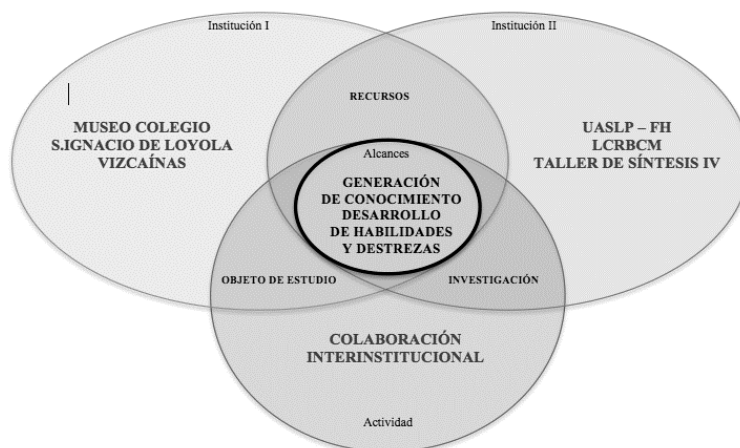 Institución I
Institución II
RECURSOS
MUSEO COLEGIO
S.IGNACIO DE LOYOLA
VIZCAÍNAS
UASLP – FH
LCRBCM
TALLER DE SÍNTESIS IV
Alcances
GENERACIÓN
DE CONOCIMIENTO
DESARROLLO
DE HABILIDADES
Y DESTREZAS
OBJETO DE ESTUDIO
INVESTIGACIÓN
COLABORACIÓN
INTERINSTITUCIONAL
Actividad